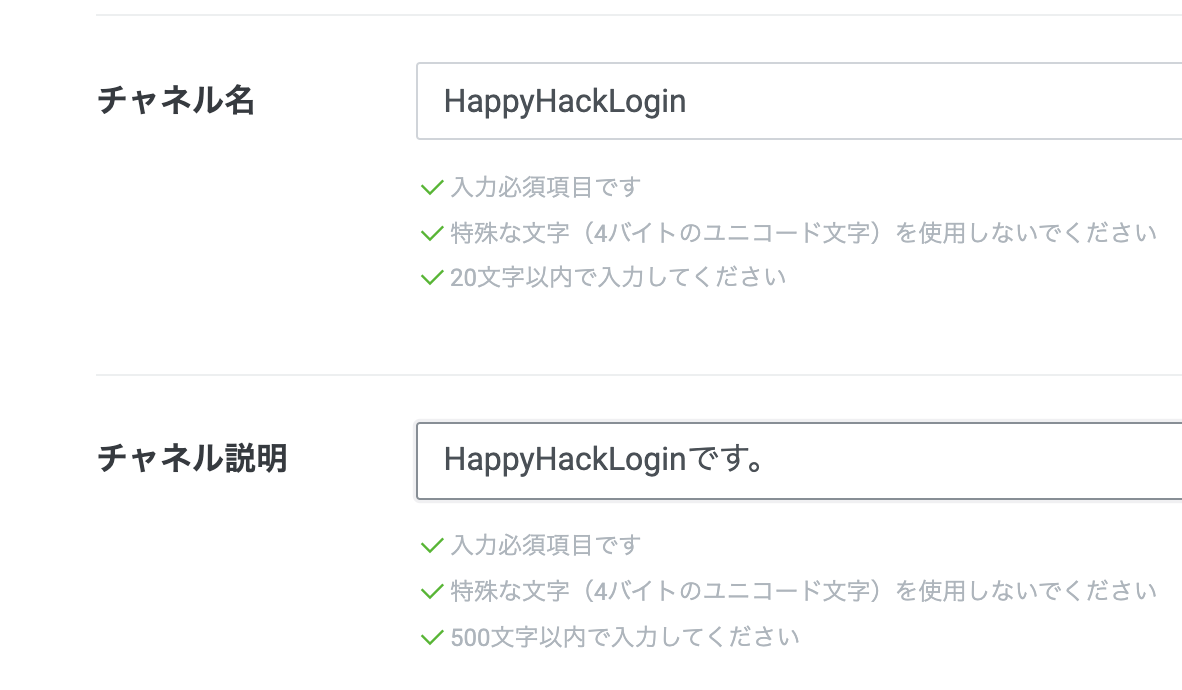 チャネル名
HappyHackLogin
入力必須項目です
特殊な文字（4バイトのユニコード文字）を使用しないでください
20文字以内で入力してください
チャネル説明
HappyHackLoginです。
入力必須項目です
特殊な文字（4バイトのユニコード文字）を使用しないでください
500文字以内で入力してください